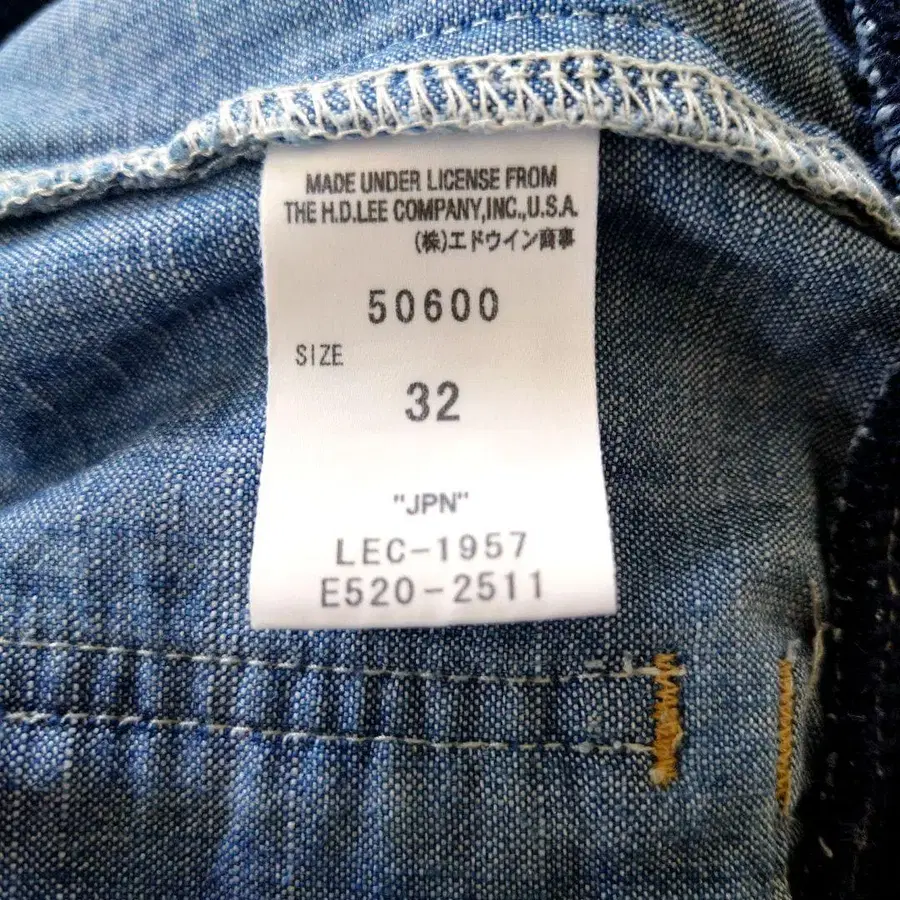 MADE UNDER LICENSE FROM
THE H.D.LEE COMPANY,INC.,U.S.A.
(株)エドウイン商事
50600
SIZE
32
"JPN"
LEC-1957
E520-2511